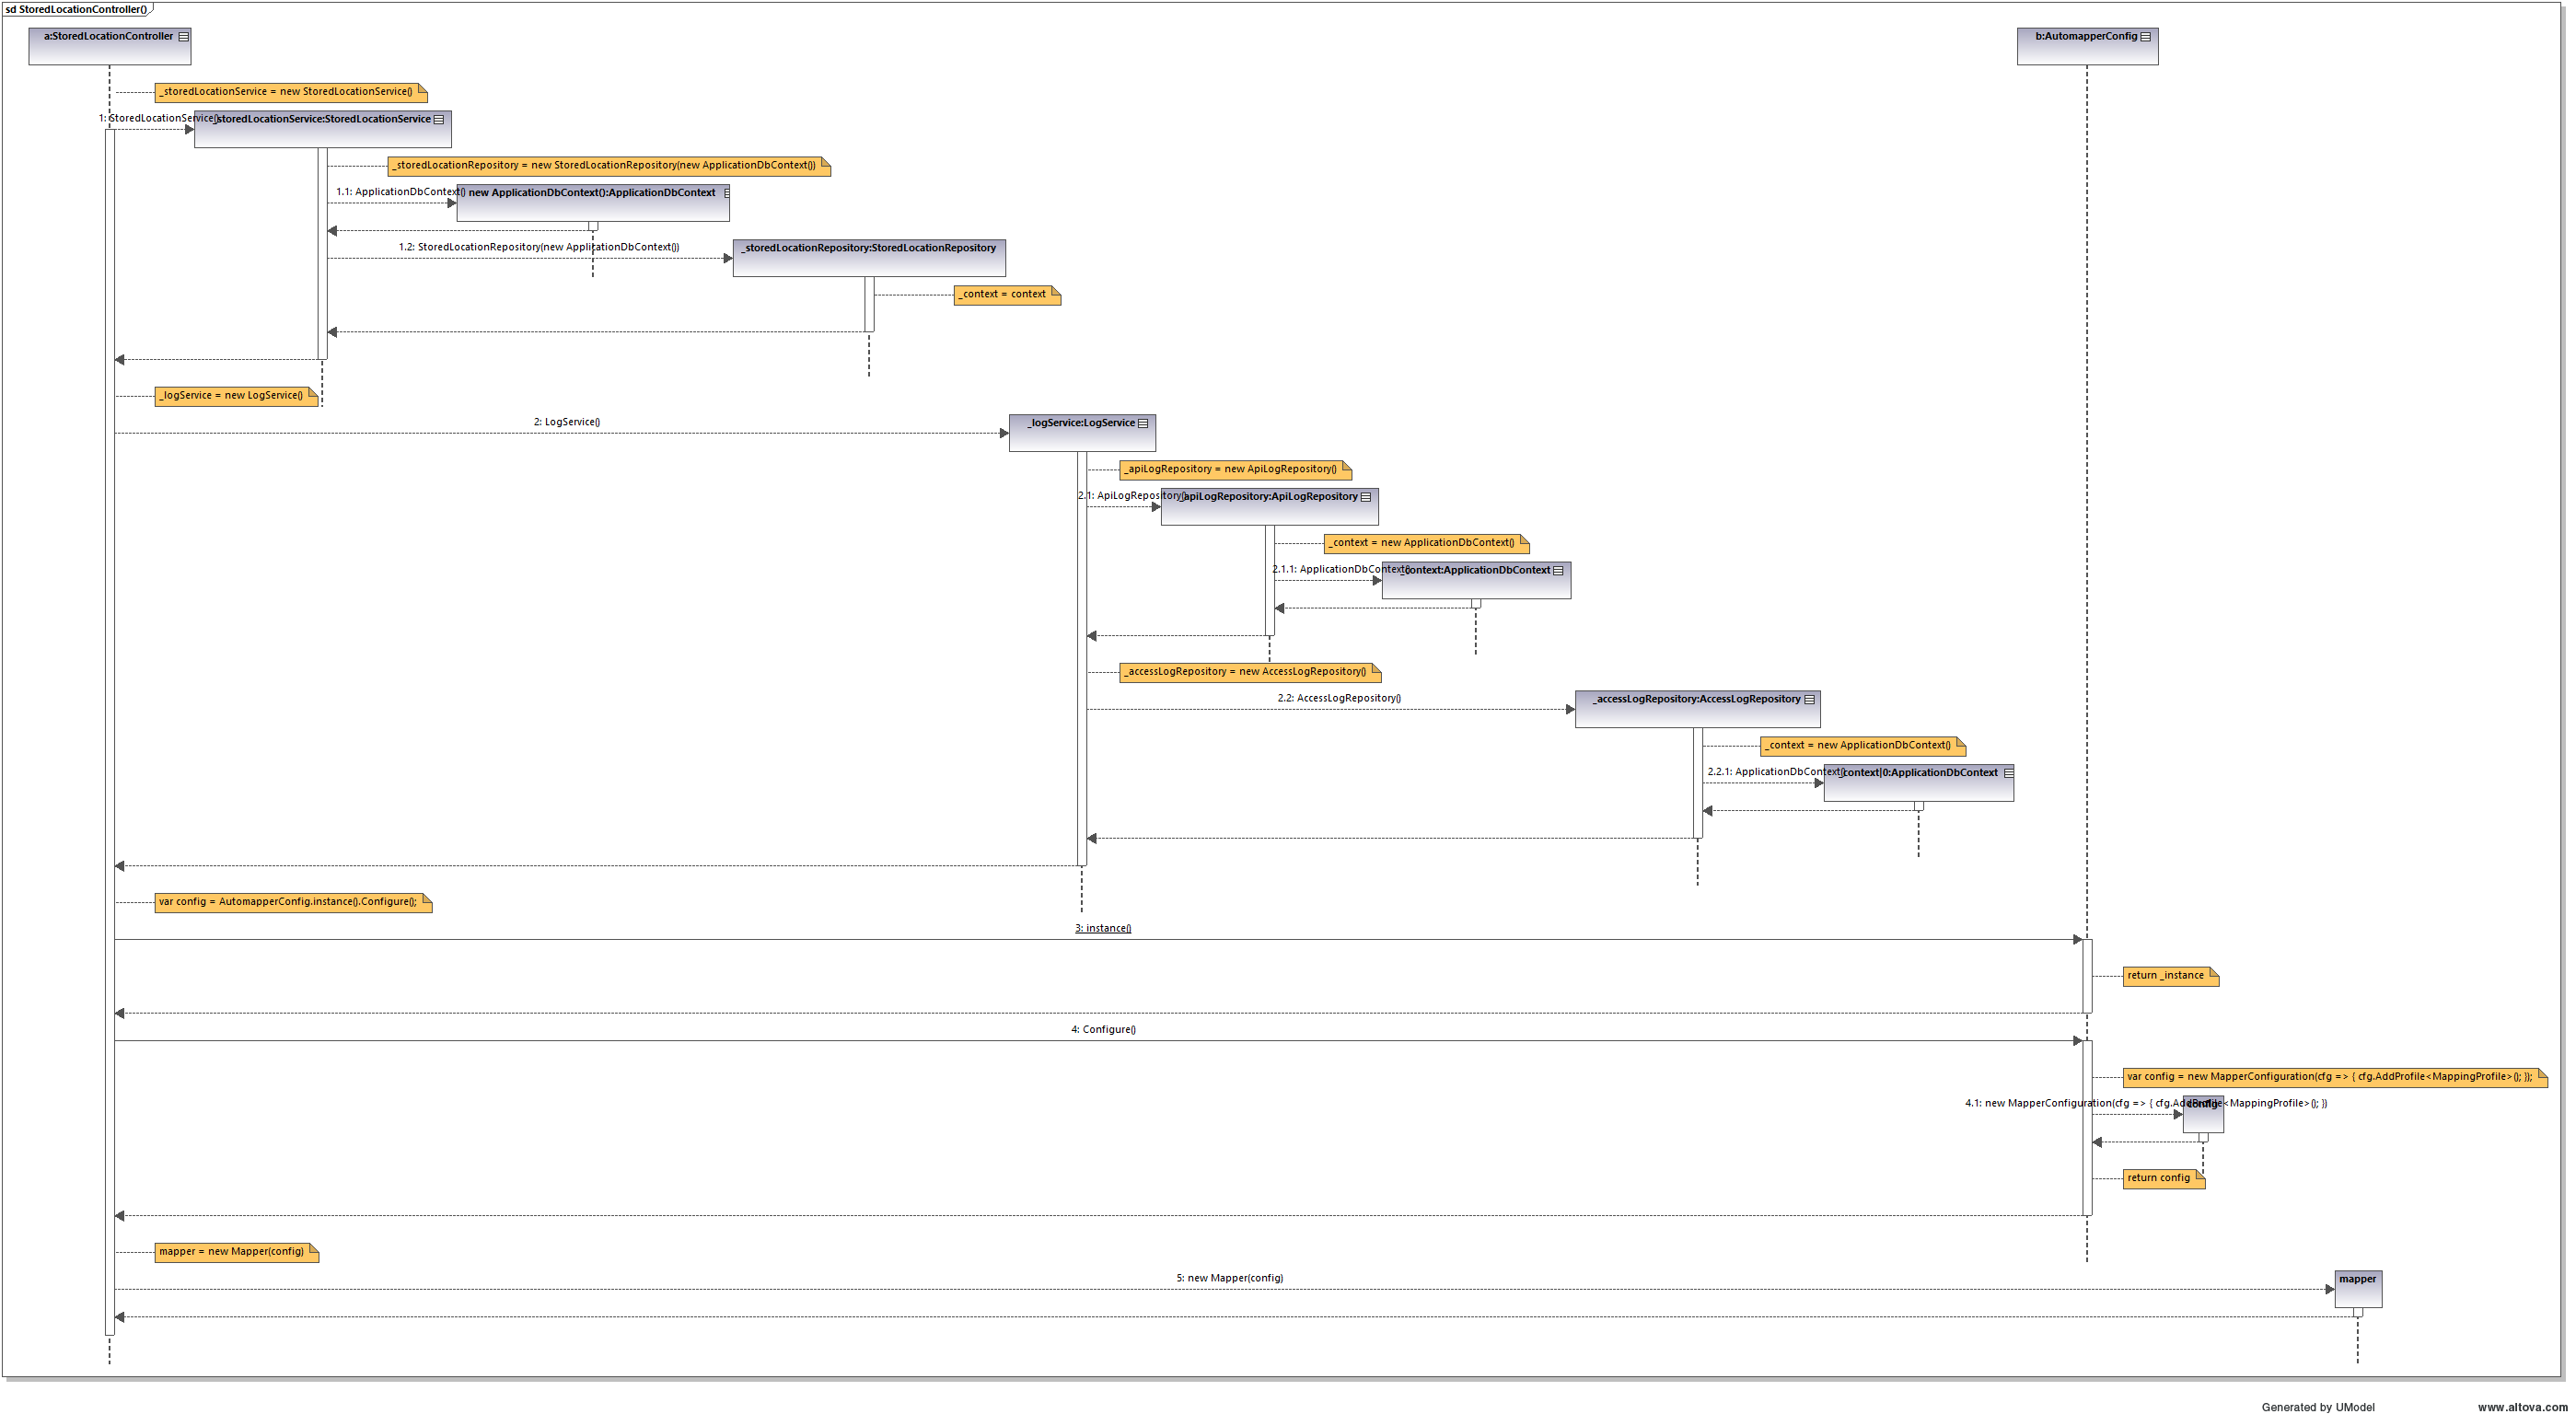 sd StoredLocationController()
a:StoredLocationController
b:AutomapperConfig
_storedLocationService = new StoredLocationService()
1: StoredLocationService()
_storedLocationService:StoredLocationService
_storedLocationRepository = new StoredLocationRepository(new ApplicationDbContext())
1.1: ApplicationDbContext()
new ApplicationDbContext():ApplicationDbContext
1.2: StoredLocationRepository(new ApplicationDbContext())
_storedLocationRepository:StoredLocationRepository
_context = context
_logService = new LogService()
2: LogService()
_logService:LogService
_apiLogRepository = new ApiLogRepository()
2.1: ApiLogRepository()
_apiLogRepository:ApiLogRepository
_context = new ApplicationDbContext()
2.1.1: ApplicationDbContext()
_context:ApplicationDbContext
_accessLogRepository = new AccessLogRepository()
2.2: AccessLogRepository()
_accessLogRepository:AccessLogRepository
_context = new ApplicationDbContext()
2.2.1: ApplicationDbContext()
_context|0:ApplicationDbContext
var config = AutomapperConfig.instance().Configure();
3: instance()
return _instance
4: Configure()
var config = new MapperConfiguration(cfg => { cfg.AddProfile<MappingProfile>(); });
4.1: new MapperConfiguration(cfg => { cfg.AddProfile<MappingProfile>(); })
config
return config
mapper = new Mapper(config)
5: new Mapper(config)
mapper
Generated by UModel
www.altova.com